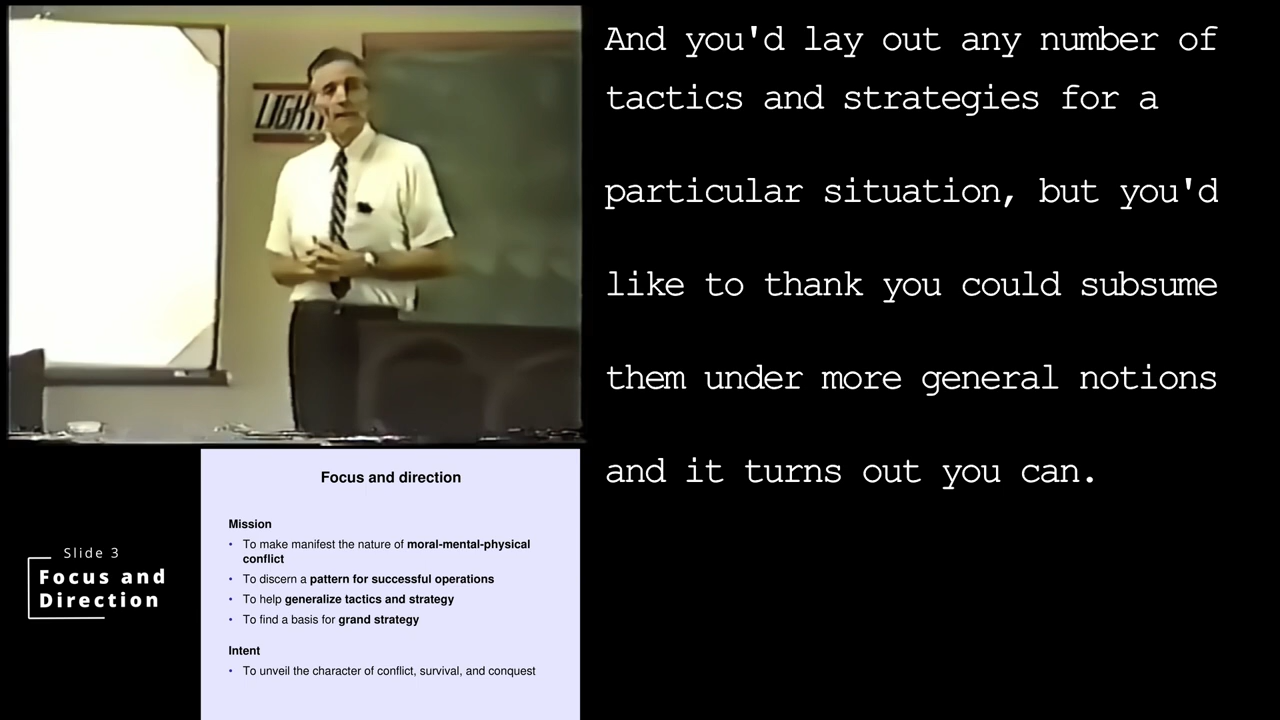 LIGH
And you'd lay out any number of
tactics and strategies for a
particular situation, but you'd
like to thank you could subsume
them under more general notions
and it turns out you can.
Slide 3
Focus and
Direction
Focus and direction
Mission
• To make manifest the nature of moral-mental-physical
conflict
• To discern a pattern for successful operations
• To help generalize tactics and strategy
• To find a basis for grand strategy
Intent
• To unveil the character of conflict, survival, and conquest